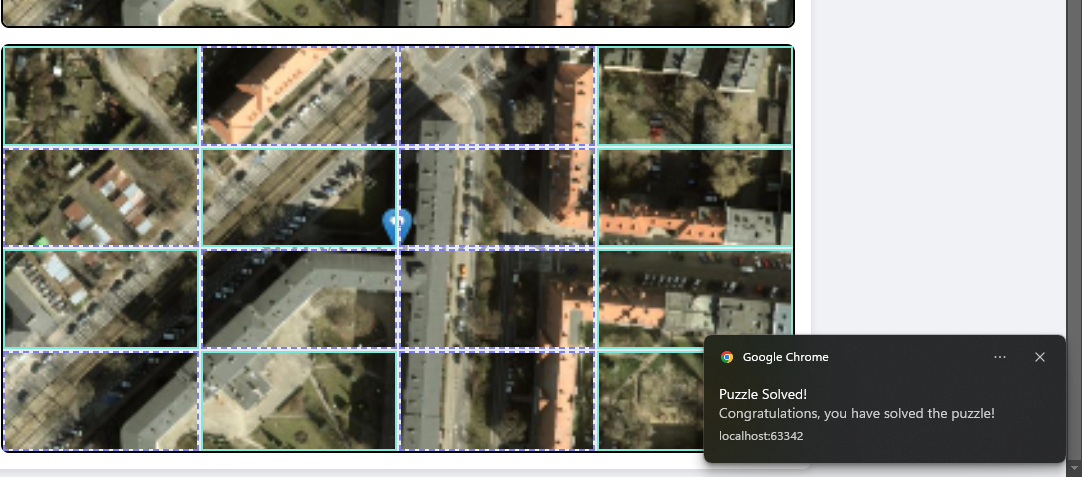 Google Chrome
Puzzle Solved!
Congratulations, you have solved the puzzle!
localhost:63342